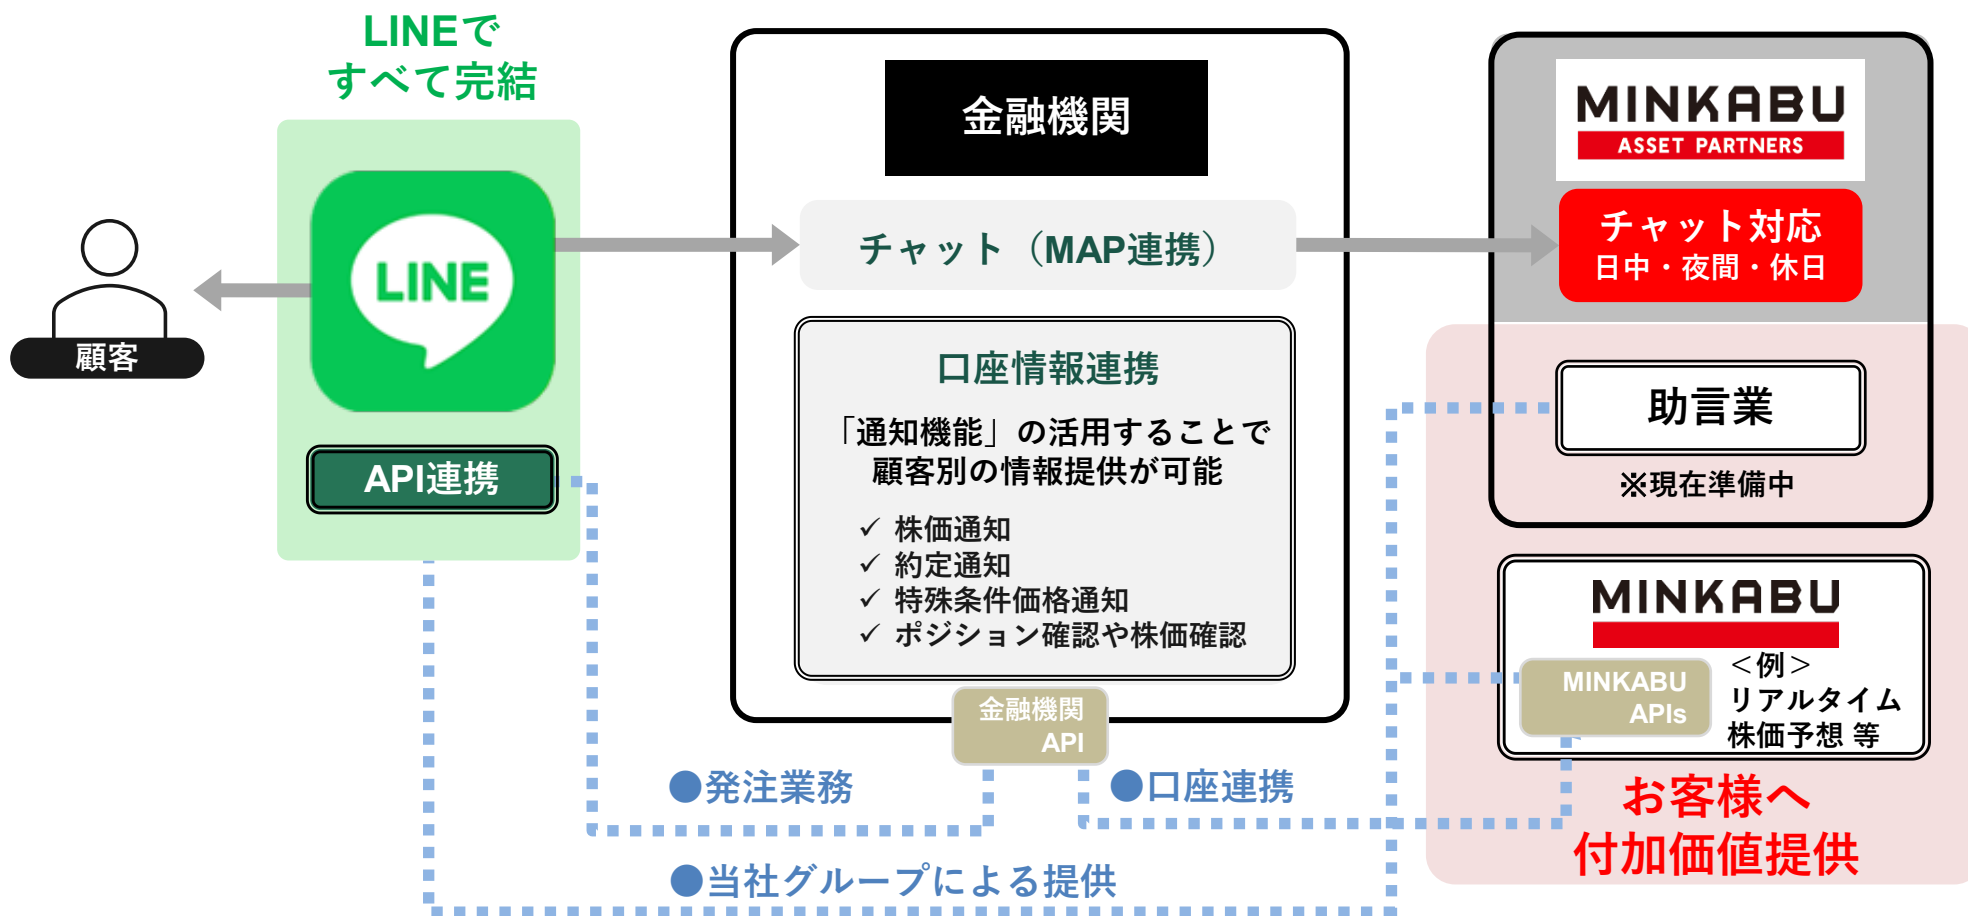 LINEで
すべて完結
LINE
顧客
API連携
金融機関
チャット（MAP連携）
口座情報連携
「通知機能」の活用することで
顧客別の情報提供が可能
✓ 株価通知
✓ 約定通知
✓ 特殊条件価格通知
✓ ポジション確認や株価確認
金融機関
API
●発注業務
●口座連携
●当社グループによる提供
MINKABU
ASSET PARTNERS
チャット対応
日中・夜間・休日
助言業
※現在準備中
MINKABU
MINKABU
APIs
＜例＞
リアルタイム
株価予想 等
お客様へ
付加価値提供